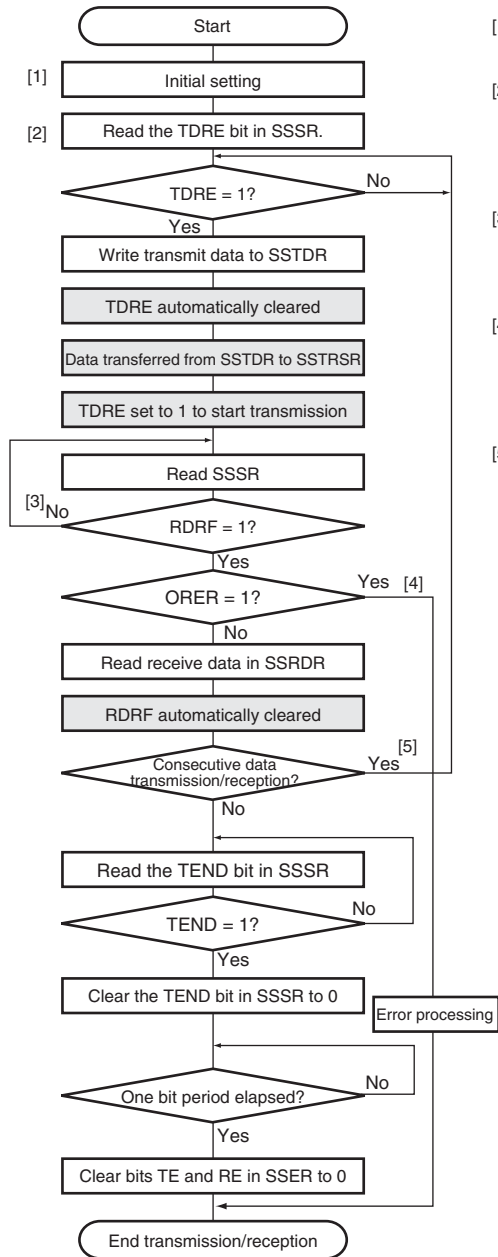 Start
[1]
Initial setting
[2]
Read the TDRE bit in SSSR.
TDRE = 1?
No
Yes
Write transmit data to SSTDR
TDRE automatically cleared
Data transferred from SSTDR to SSTRSR
TDRE set to 1 to start transmission
Read SSSR
[3]
No
RDRF = 1?
Yes
ORER = 1?
Yes
[4]
No
Read receive data in SSRDR
RDRF automatically cleared
Consecutive data
transmission/reception?
Yes
[5]
No
Read the TEND bit in SSSR
TEND = 1?
No
Yes
Clear the TEND bit in SSSR to 0
Error processing
One bit period elapsed?
No
Yes
Clear bits TE and RE in SSER to 0
End transmission/reception